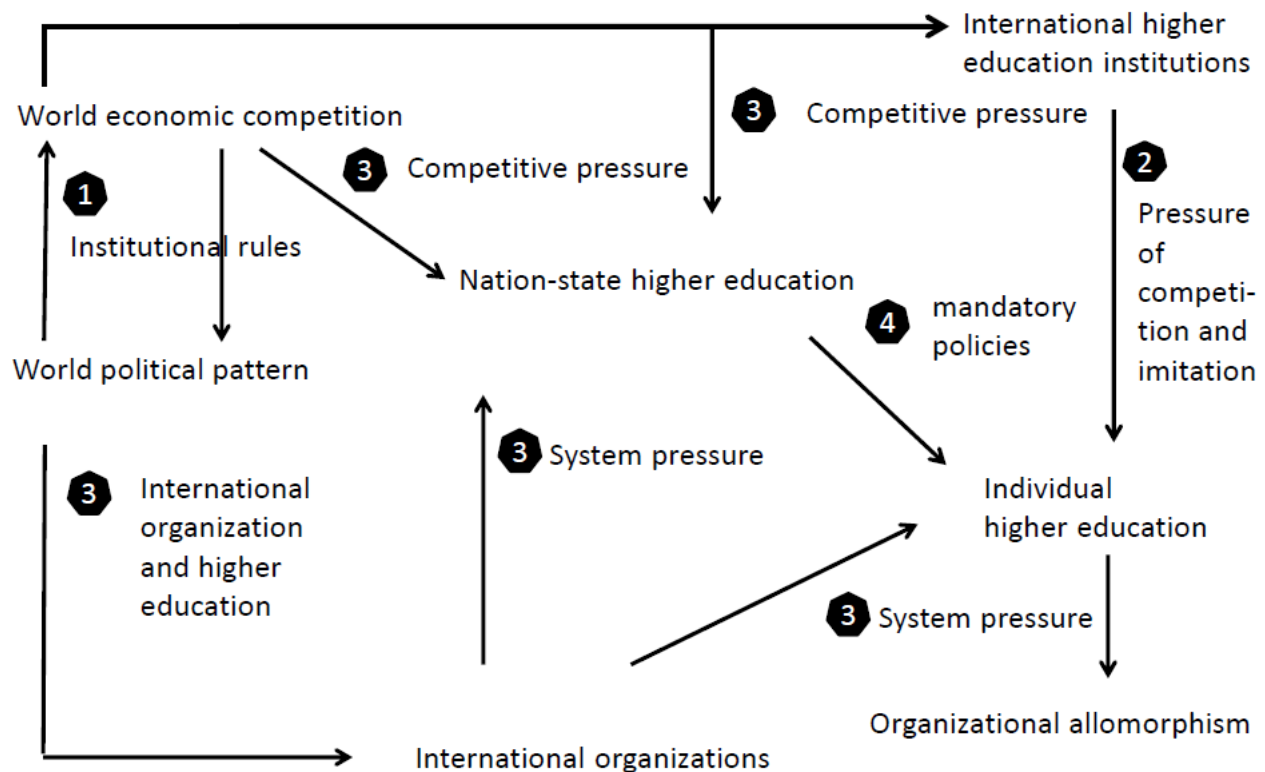 International higher
education institutions
World economic competition
3
Competitive pressure
3
Competitive pressure
2
1
Institutional rules
Pressure
of
competi-
tion and
imitation
Nation-state higher education
4
mandatory
policies
World political pattern
3
System pressure
3
International
organization
and higher
education
Individual
higher education
3
System pressure
Organizational allomorphism
International organizations